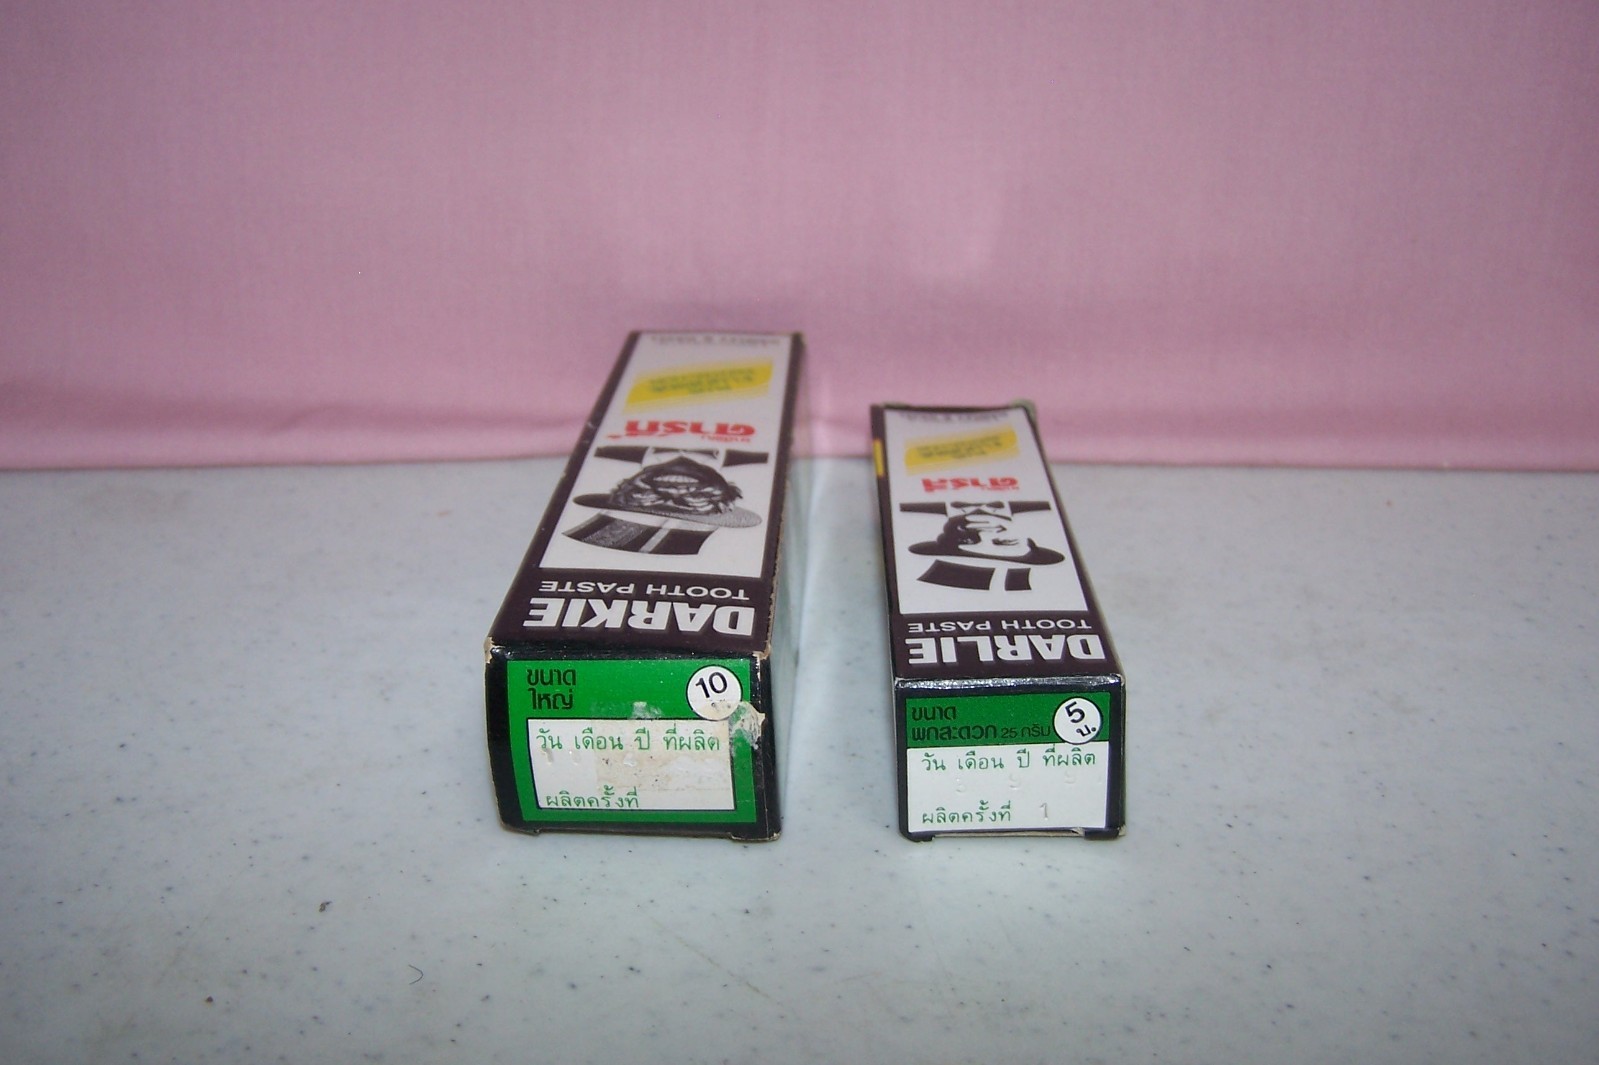 DARKIE
TOOTH PASTE
ดาร์กี้
ขนาด
ใหญ่
10
วัน เดือน ปี ที่ผลิต
ผลิตครั้งที่
DARLIE
TOOTH PASTE
ดาร์ลี่
ขนาด
พกสะดวก 25 กรัม
5
บ.
วัน เดือน ปี ที่ผลิต
ผลิตครั้งที่ 1